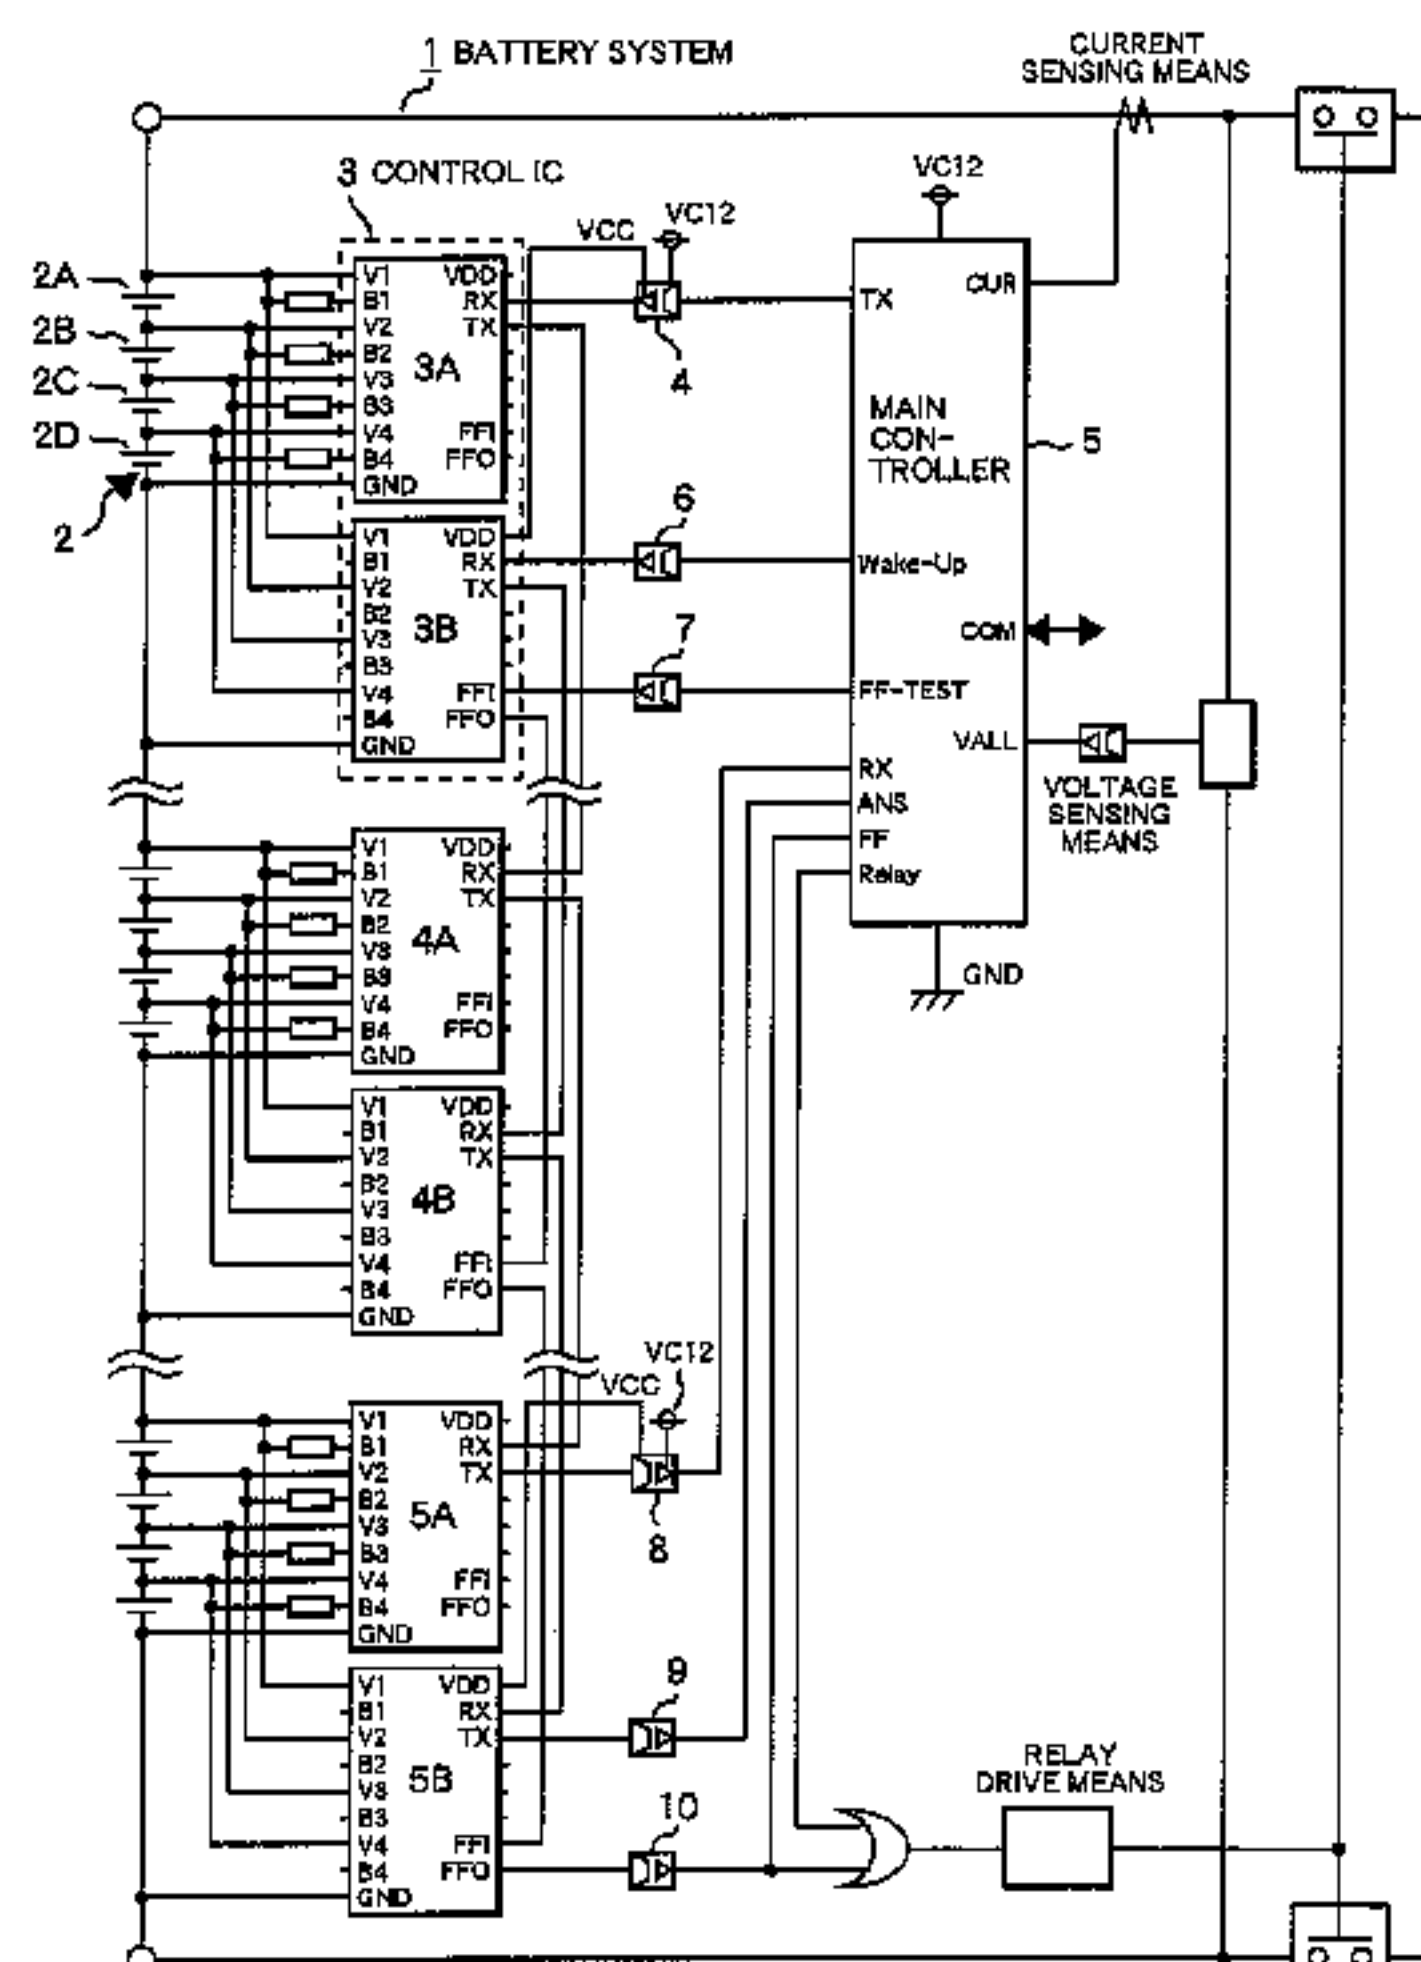 1 BATTERY SYSTEM
CURRENT
SENSING MEANS
3 CONTROL IC
VCC
VC12
VC12
2A
2B
2C
2D
2
V1 VDD
B1 RX
V2 TX
B2
V3
B3
V4 FFI
B4 FFO
GND
3A
4
TX
CUR
MAIN
CON-
TROLLER
5
V1 VDD
B1 RX
V2 TX
B2
V3
B3
V4 FFI
B4 FFO
GND
3B
6
7
Wake-Up
COM
FF-TEST
VALL
RX
ANS
FF
Relay
GND
VOLTAGE
SENSING
MEANS
V1 VDD
B1 RX
V2 TX
B2
V3
B3
V4 FFI
B4 FFO
GND
4A
V1 VDD
B1 RX
V2 TX
B2
V3
B3
V4 FFI
B4 FFO
GND
4B
VC12
VCC
8
V1 VDD
B1 RX
V2 TX
B2
V3
B3
V4 FFI
B4 FFO
GND
5A
V1 VDD
B1 RX
V2 TX
B2
V3
B3
V4 FFI
B4 FFO
GND
5B
9
10
RELAY
DRIVE MEANS